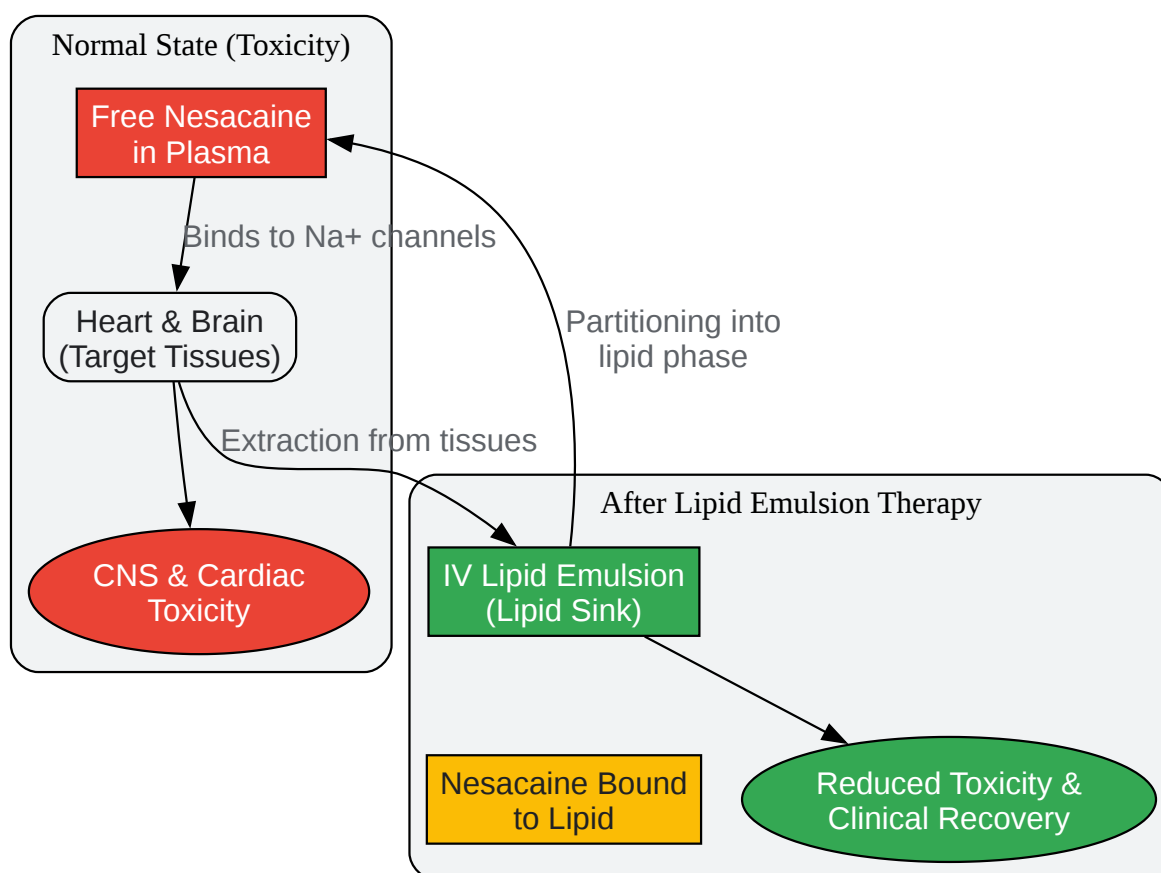 Normal State (Toxicity)
Free Nesacaine
in Plasma
Binds to Na+ channels
Heart & Brain
(Target Tissues)
Partitioning into
lipid phase
Extraction from tissues
CNS & Cardiac
Toxicity
After Lipid Emulsion Therapy
IV Lipid Emulsion
(Lipid Sink)
Nesacaine Bound
to Lipid
Reduced Toxicity &
Clinical Recovery